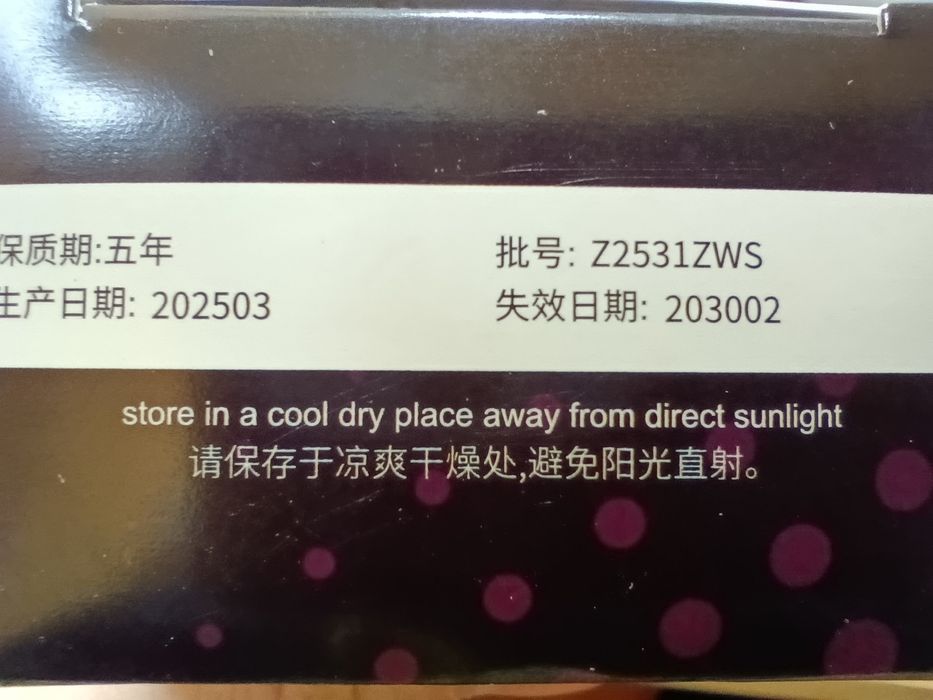 保质期:五年
批号: Z2531ZWS
生产日期: 202503
失效日期: 203002
store in a cool dry place away from direct sunlight
请保存于凉爽干燥处,避免阳光直射。